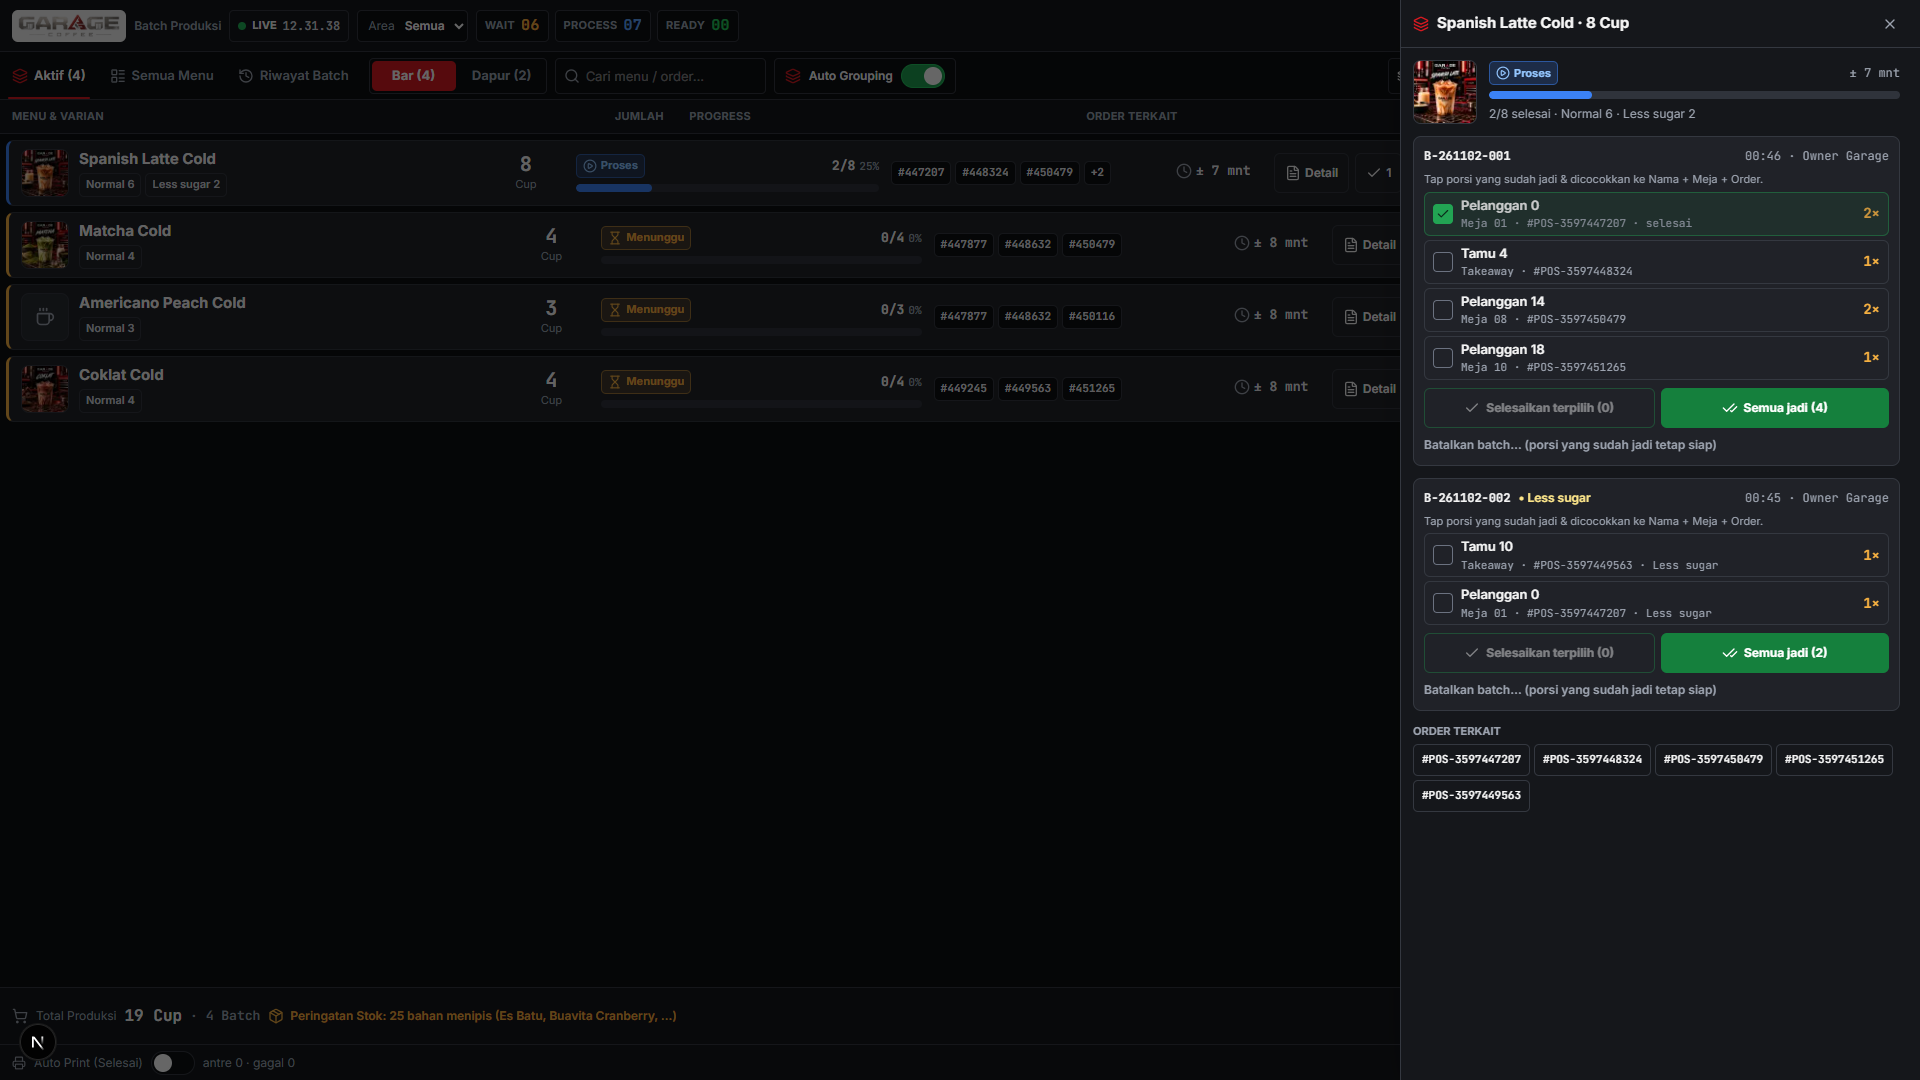 GARAGE
COFFEE
Batch Produksi
LIVE 12.31.38
Area Semua
WAIT 06
PROCESS 07
READY 00
Aktif (4)
Semua Menu
Riwayat Batch
Bar (4)
Dapur (2)
Cari menu / order...
Auto Grouping
MENU & VARIAN
JUMLAH
PROGRESS
ORDER TERKAIT
Spanish Latte Cold
Normal 6
Less sugar 2
8
Cup
Proses
2/8 25%
#447207
#448324
#450479
+2
± 7 mnt
Detail
1
Matcha Cold
Normal 4
4
Cup
Menunggu
0/4 0%
#447877
#448632
#450479
± 8 mnt
Detail
Americano Peach Cold
Normal 3
3
Cup
Menunggu
0/3 0%
#447877
#448632
#450116
± 8 mnt
Detail
Coklat Cold
Normal 4
4
Cup
Menunggu
0/4 0%
#449245
#449563
#451265
± 8 mnt
Detail
Total Produksi 19 Cup · 4 Batch
Peringatan Stok: 25 bahan menipis (Es Batu, Buavita Cranberry, ...)
N
Auto Print (Selesai)
antre 0 · gagal 0
Spanish Latte Cold · 8 Cup
Proses
± 7 mnt
2/8 selesai · Normal 6 · Less sugar 2
B-261102-001
00:46 · Owner Garage
Tap porsi yang sudah jadi & dicocokkan ke Nama + Meja + Order.
Pelanggan 0
Meja 01 · #POS-3597447207 · selesai
2×
Tamu 4
Takeaway · #POS-3597448324
1×
Pelanggan 14
Meja 08 · #POS-3597450479
2×
Pelanggan 18
Meja 10 · #POS-3597451265
1×
Selesaikan terpilih (0)
Semua jadi (4)
Batalkan batch... (porsi yang sudah jadi tetap siap)
B-261102-002 • Less sugar
00:45 · Owner Garage
Tap porsi yang sudah jadi & dicocokkan ke Nama + Meja + Order.
Tamu 10
Takeaway · #POS-3597449563 · Less sugar
1×
Pelanggan 0
Meja 01 · #POS-3597447207 · Less sugar
1×
Selesaikan terpilih (0)
Semua jadi (2)
Batalkan batch... (porsi yang sudah jadi tetap siap)
ORDER TERKAIT
#POS-3597447207
#POS-3597448324
#POS-3597450479
#POS-3597451265
#POS-3597449563